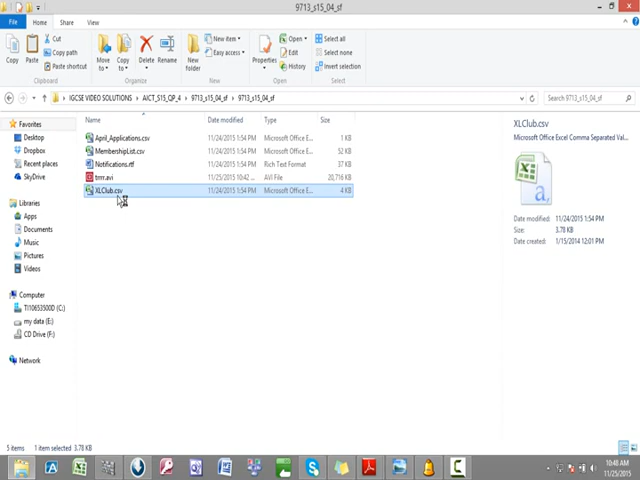 9713_s15_04_sf
File Home Share View
Copy Paste Cut Copy path Paste shortcut Move to Copy to Delete Rename New folder New item Easy access Properties Open Edit History Select all Select none Invert selection
Clipboard Organize New Open Select
IGCSE VIDEO SOLUTIONS AICT_S15_QP_4 9713_s15_04_sf 9713_s15_04_sf Search 9713_s15_04_sf
Favorites
Desktop
Dropbox
Recent places
SkyDrive
Libraries
Apps
Documents
Music
Pictures
Videos
Computer
TI10653500D (C:)
my data (E:)
CD Drive (F:)
Network
Name Date modified Type Size
April_Applications.csv 11/24/2015 1:54 PM Microsoft Office E... 1 KB
MembershipList.csv 11/24/2015 1:54 PM Microsoft Office E... 52 KB
Notifications.rtf 11/24/2015 1:54 PM Rich Text Format 37 KB
11/25/2015 10:42 ... AVI File 20,716 KB
XLClub.csv 11/24/2015 1:54 PM Microsoft Office E... 4 KB
XLClub.csv
Microsoft Office Excel Comma Separated Val...
Date modified: 11/24/2015 1:54 PM
Size: 3.78 KB
Date created: 1/15/2014 12:01 PM
5 items 1 item selected 3.78 KB
10:48 AM
11/25/2015